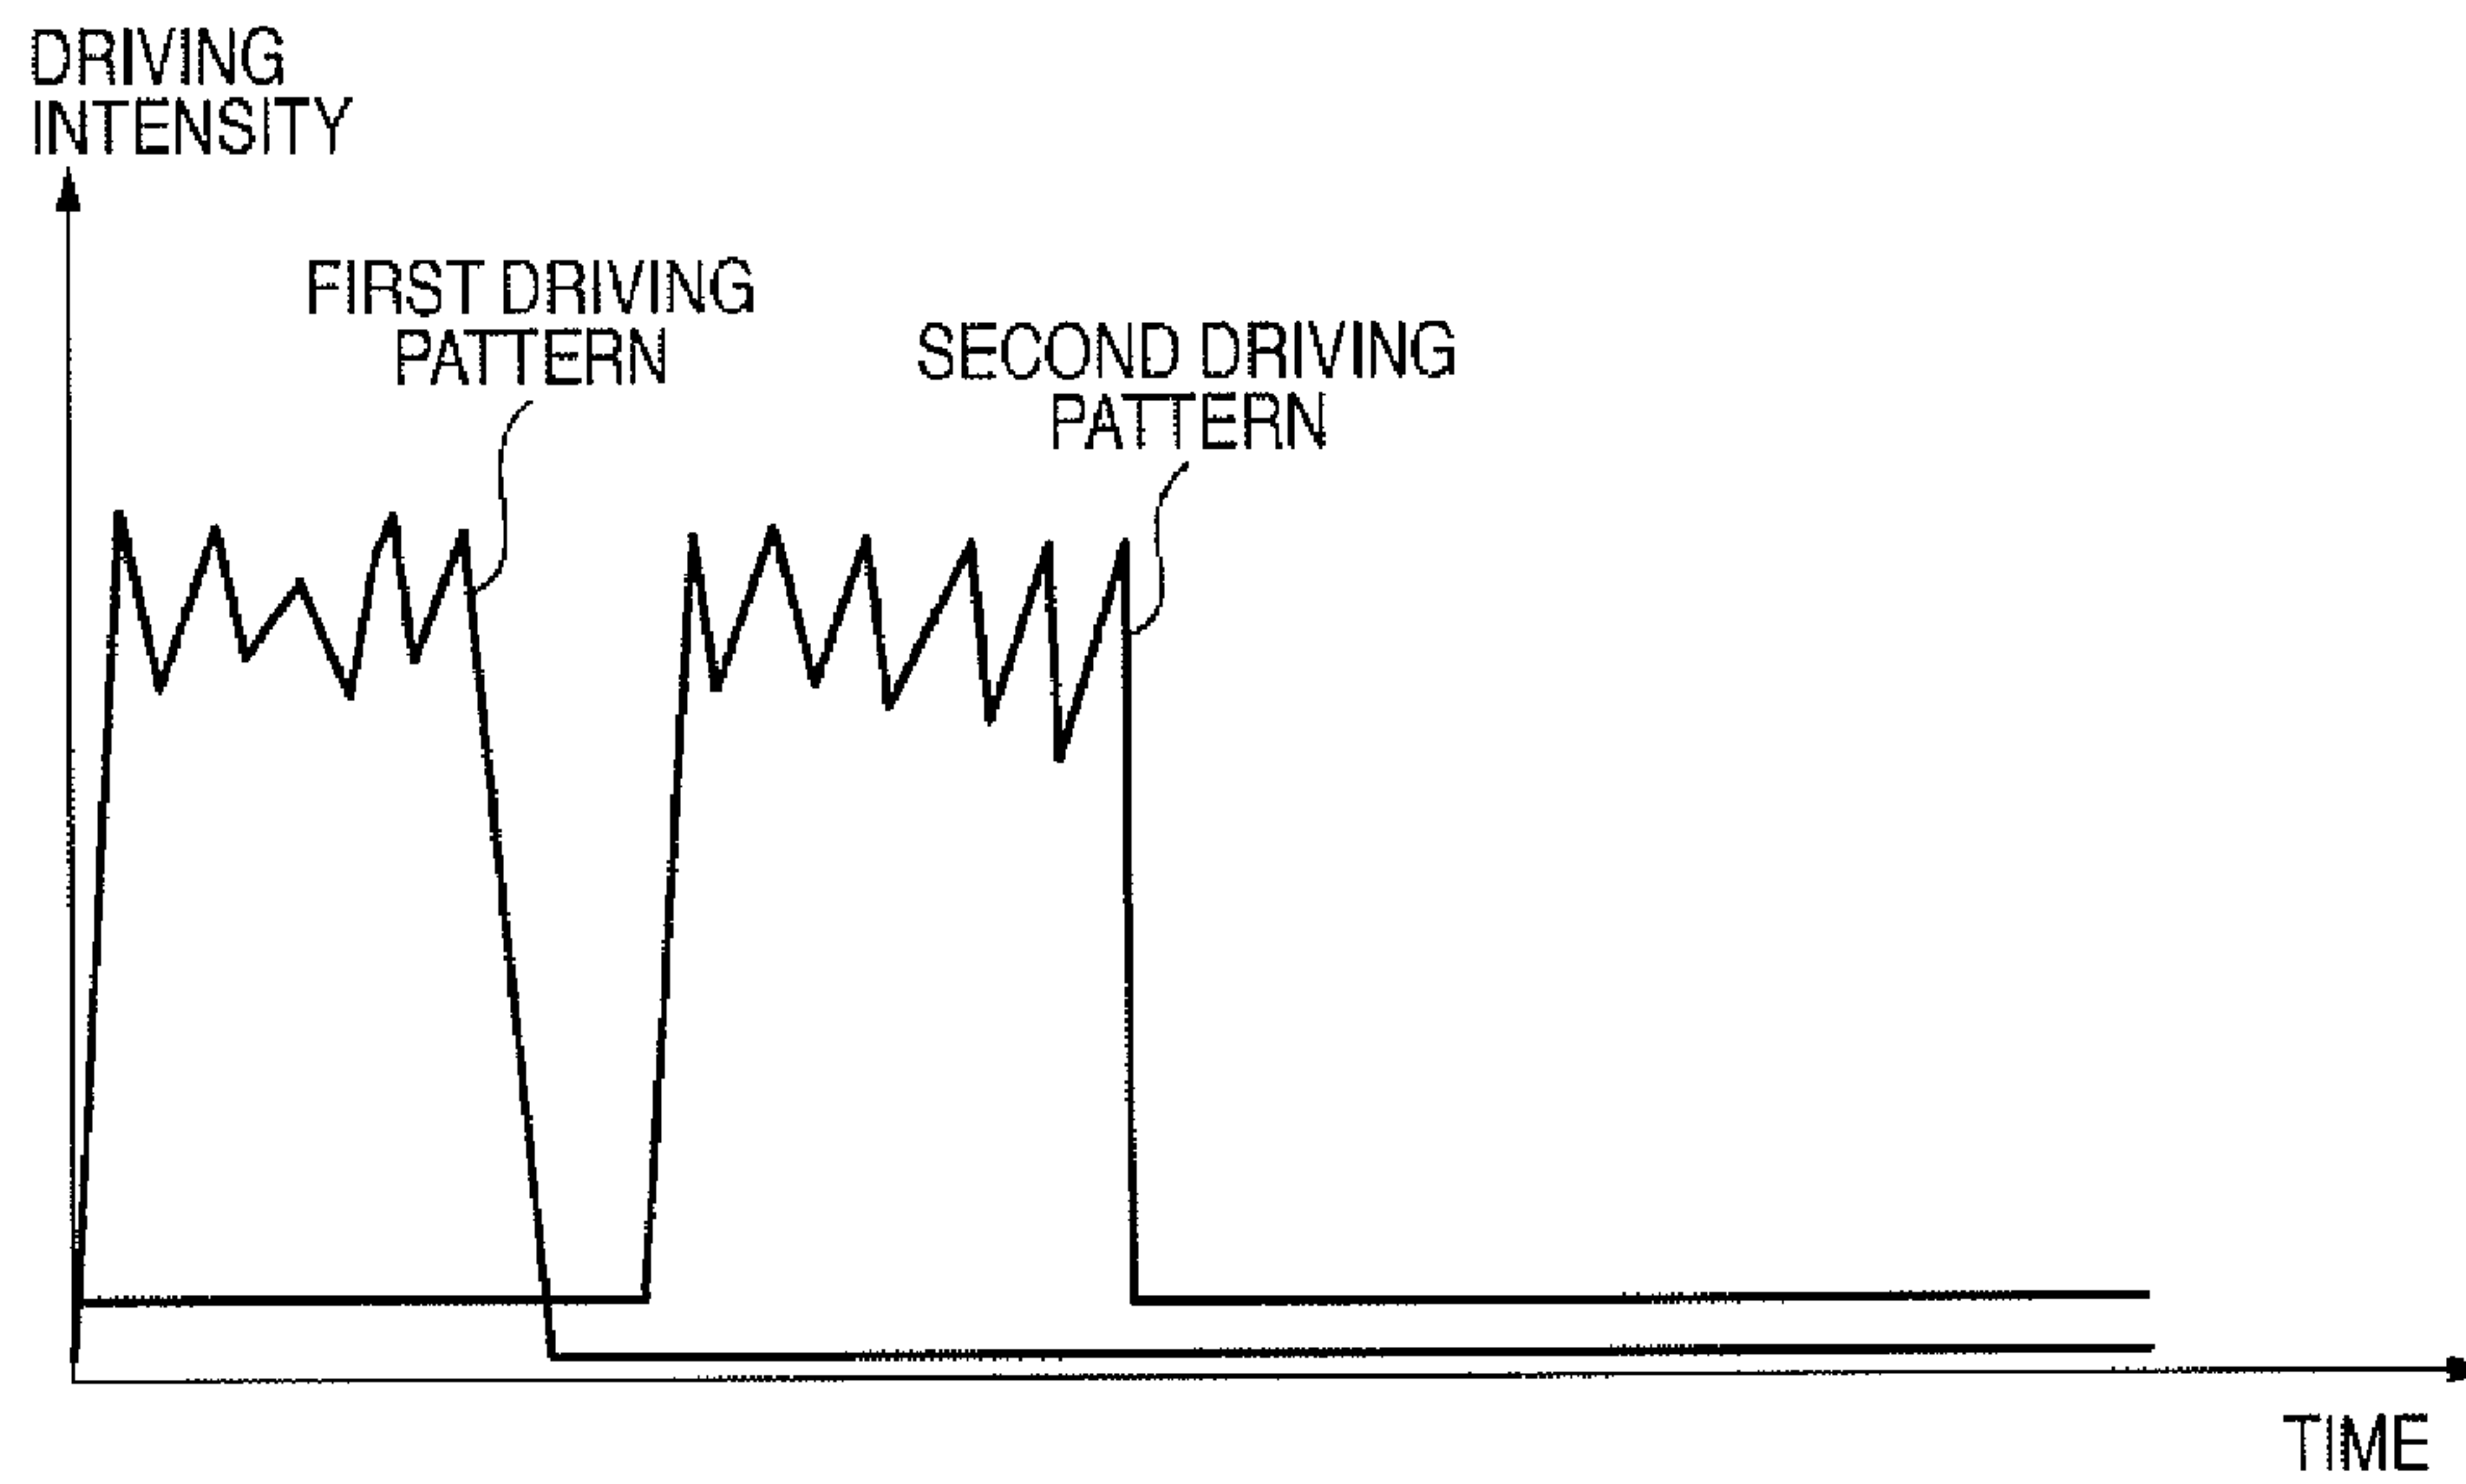 DRIVING
INTENSITY
FIRST DRIVING
PATTERN
SECOND DRIVING
PATTERN
TIME